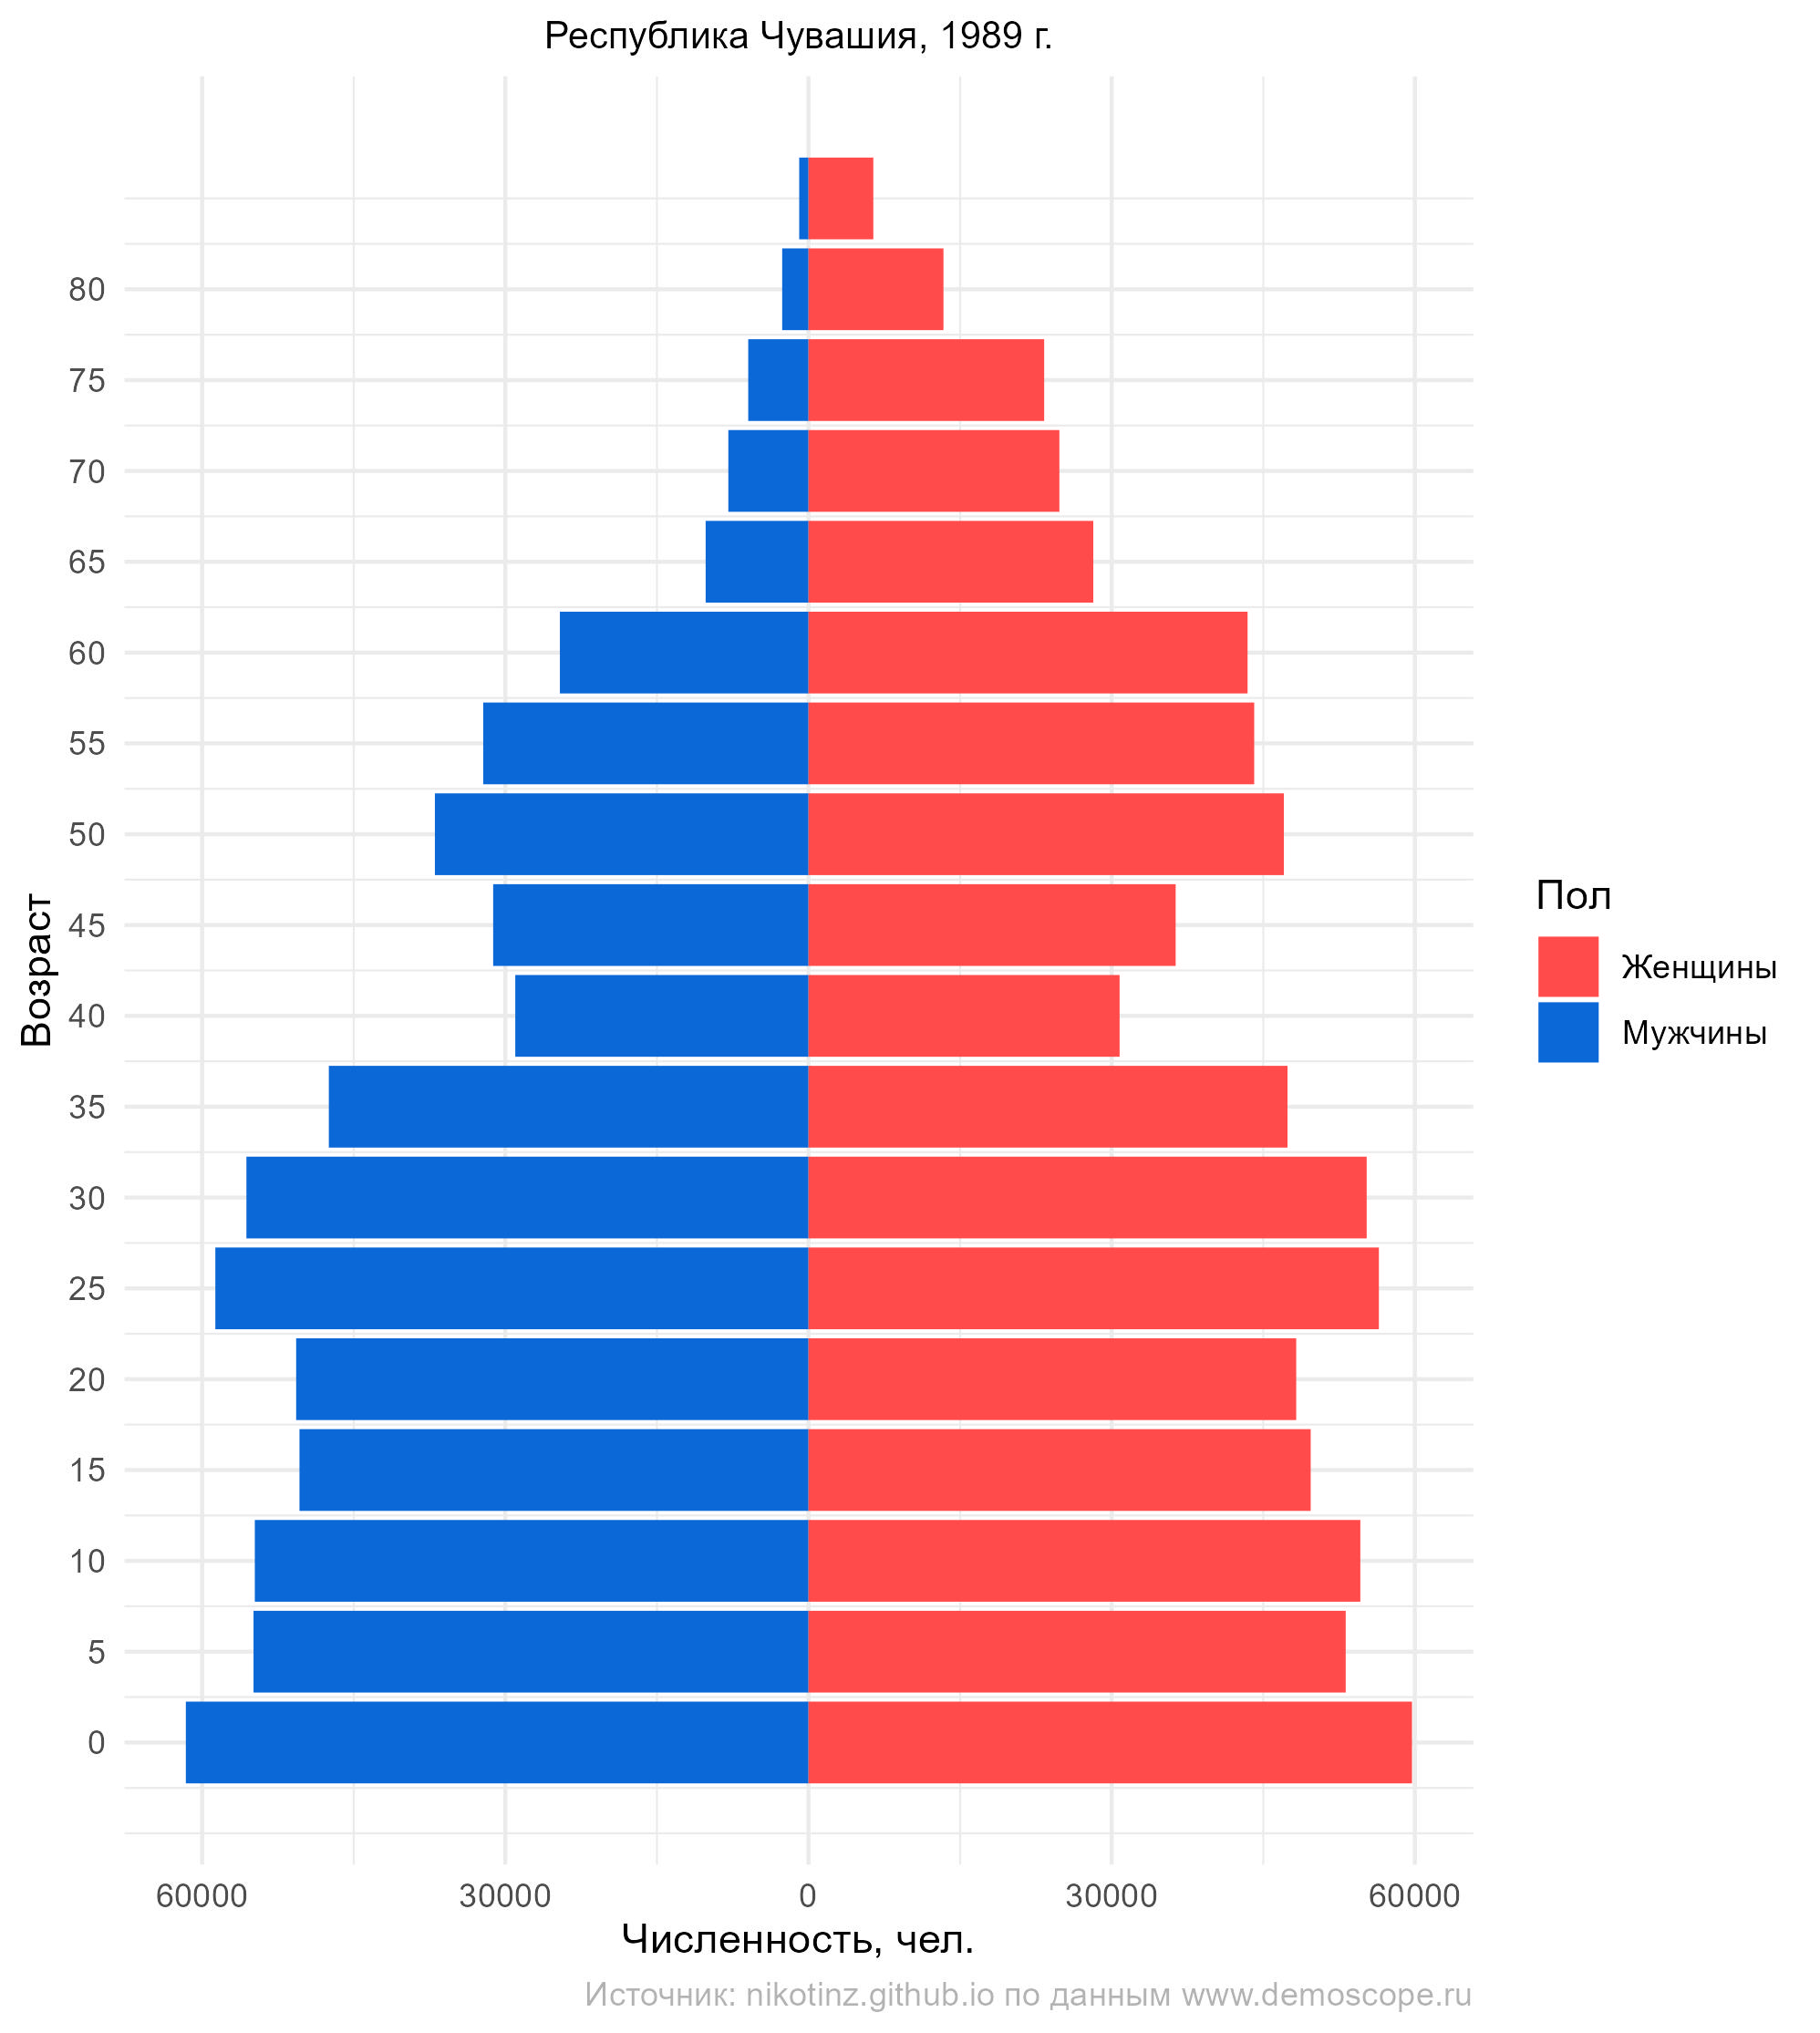 Республика Чувашия, 1989 г.
80
75
70
65
60
55
50
45
40
35
30
25
20
15
10
5
0
Возраст
60000 30000 0 30000 60000
Численность, чел.
Пол
Женщины
Мужчины
Источник: nikotinz.github.io по данным www.demoscope.ru